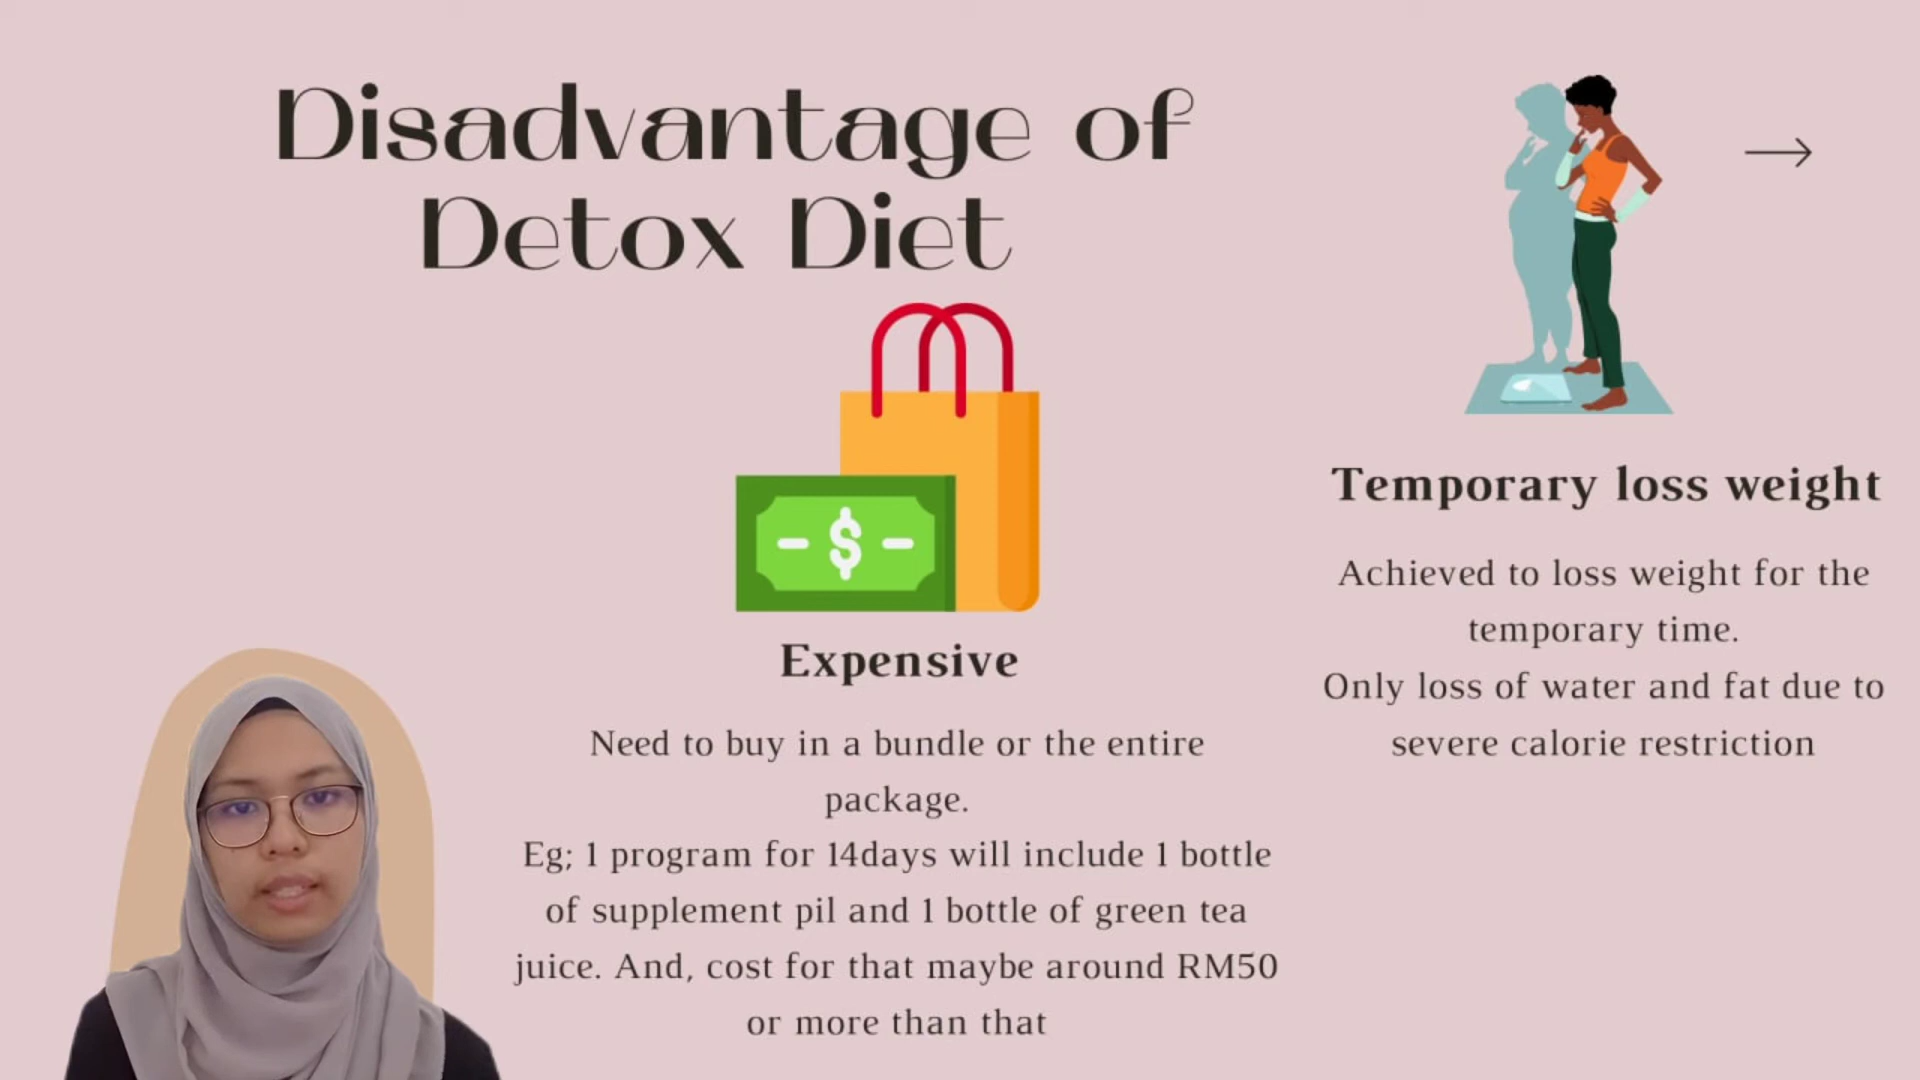 Disadvantage of
Detox Diet
$
Expensive
Need to buy in a bundle or the entire
package.
Eg; 1 program for 14days will include 1 bottle
of supplement pil and 1 bottle of green tea
juice. And, cost for that maybe around RM50
or more than that
Temporary loss weight
Achieved to loss weight for the
temporary time.
Only loss of water and fat due to
severe calorie restriction